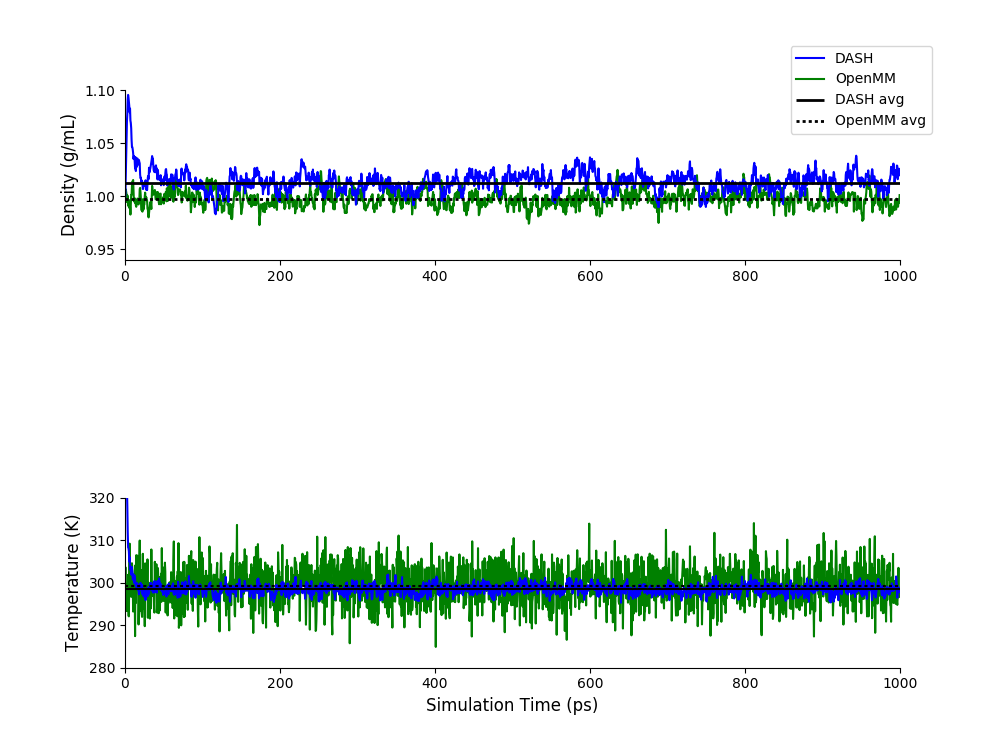 DASH
OpenMM
DASH avg
OpenMM avg
1.10
1.05
1.00
0.95
Density (g/mL)
0 200 400 600 800 1000
320
310
300
290
280
Temperature (K)
0 200 400 600 800 1000
Simulation Time (ps)